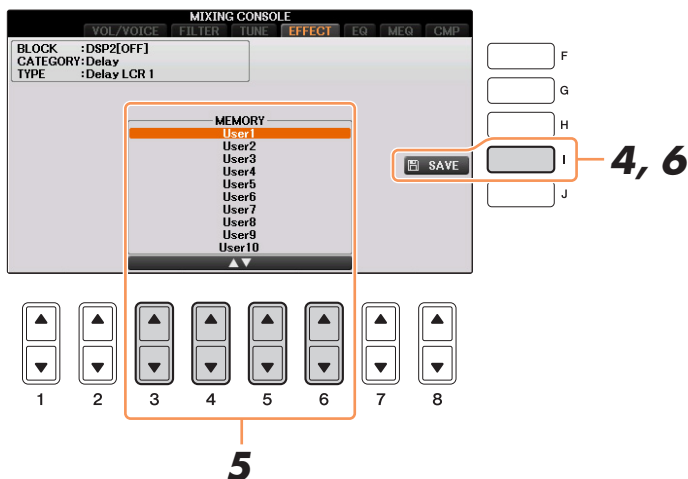 MIXING CONSOLE
VOL/VOICE FILTER TUNE EFFECT EQ MEQ CMP
BLOCK :DSP2[OFF]
CATEGORY:Delay
TYPE :Delay LCR 1
MEMORY
User1
User2
User3
User4
User5
User6
User7
User8
User9
User10
▲▼
SAVE
F
G
H
I
J
4, 6
1 2 3 4 5 6 7 8
5